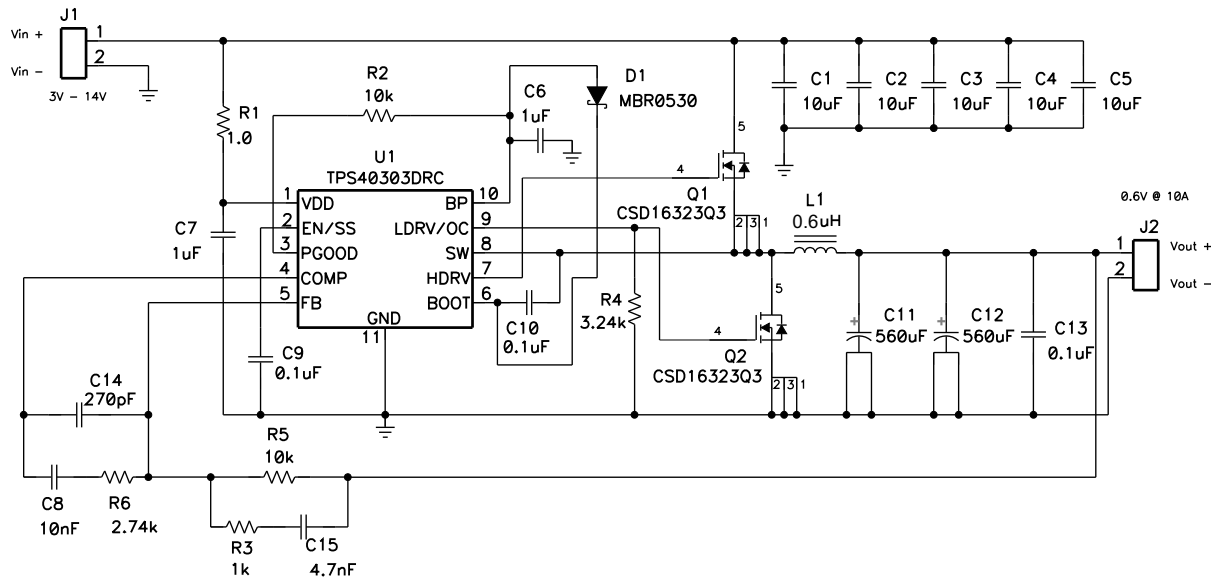 J1
Vin +
1
2
Vin -
3V - 14V
R1
1.0
R2
10k
C6
1uF
D1
MBR0530
C1
10uF
C2
10uF
C3
10uF
C4
10uF
C5
10uF
U1
TPS40303DRC
1
VDD
2
EN/SS
3
PGOOD
4
COMP
5
FB
BP
10
LDRV/OC
9
SW
8
HDRV
7
BOOT
6
GND
11
C7
1uF
5
4
Q1
CSD16323Q3
2
3
1
L1
0.6uH
0.6V @ 10A
J2
1
Vout +
2
Vout -
C10
0.1uF
R4
3.24k
5
4
Q2
CSD16323Q3
2
3
1
+
C11
560uF
+
C12
560uF
C13
0.1uF
C9
0.1uF
C14
270pF
C8
10nF
R6
2.74k
R5
10k
R3
1k
C15
4.7nF